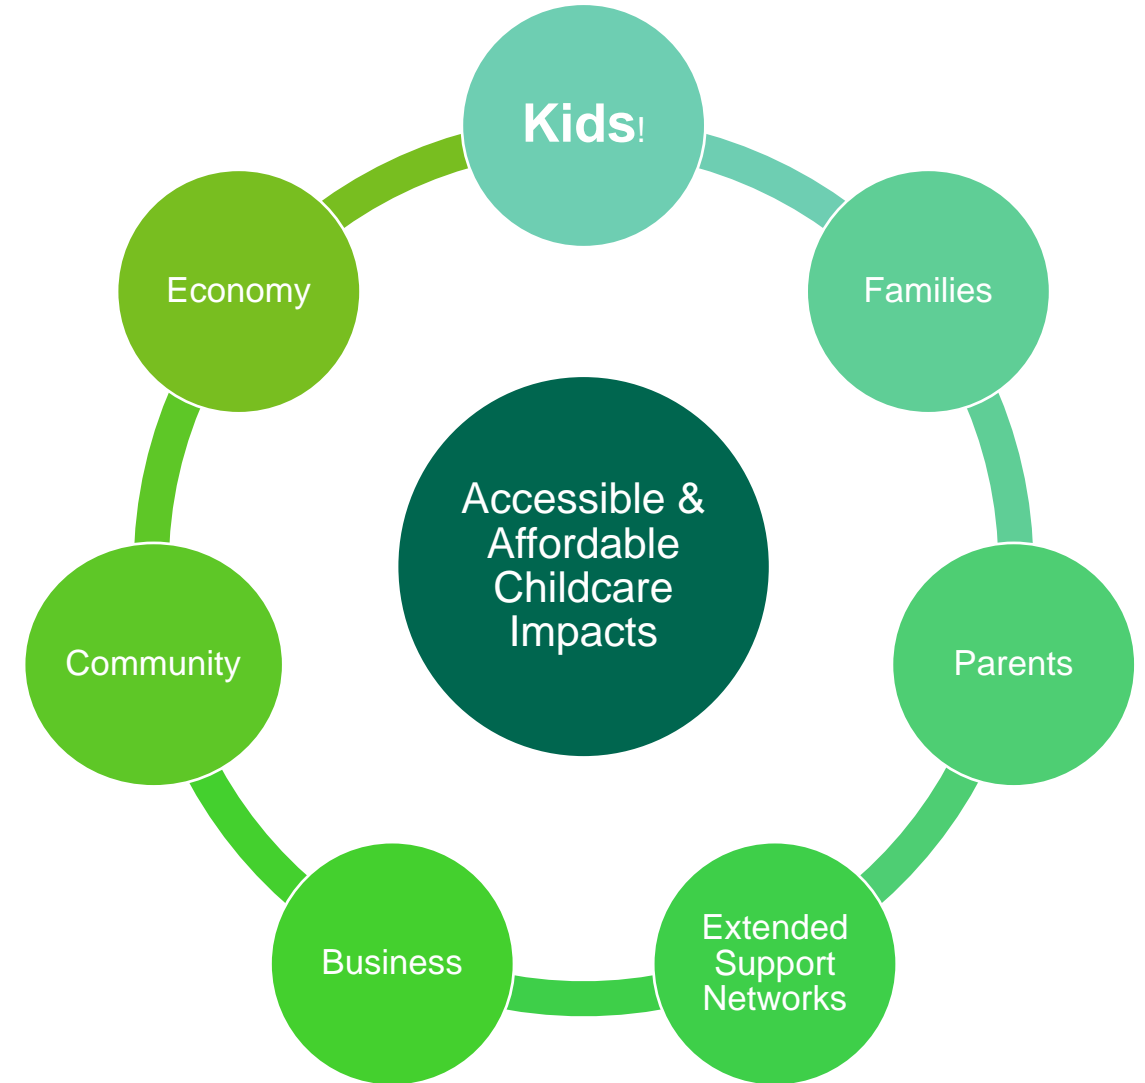 Kids!
Families
Parents
Extended
Support
Networks
Business
Community
Economy
Accessible &
Affordable
Childcare
Impacts